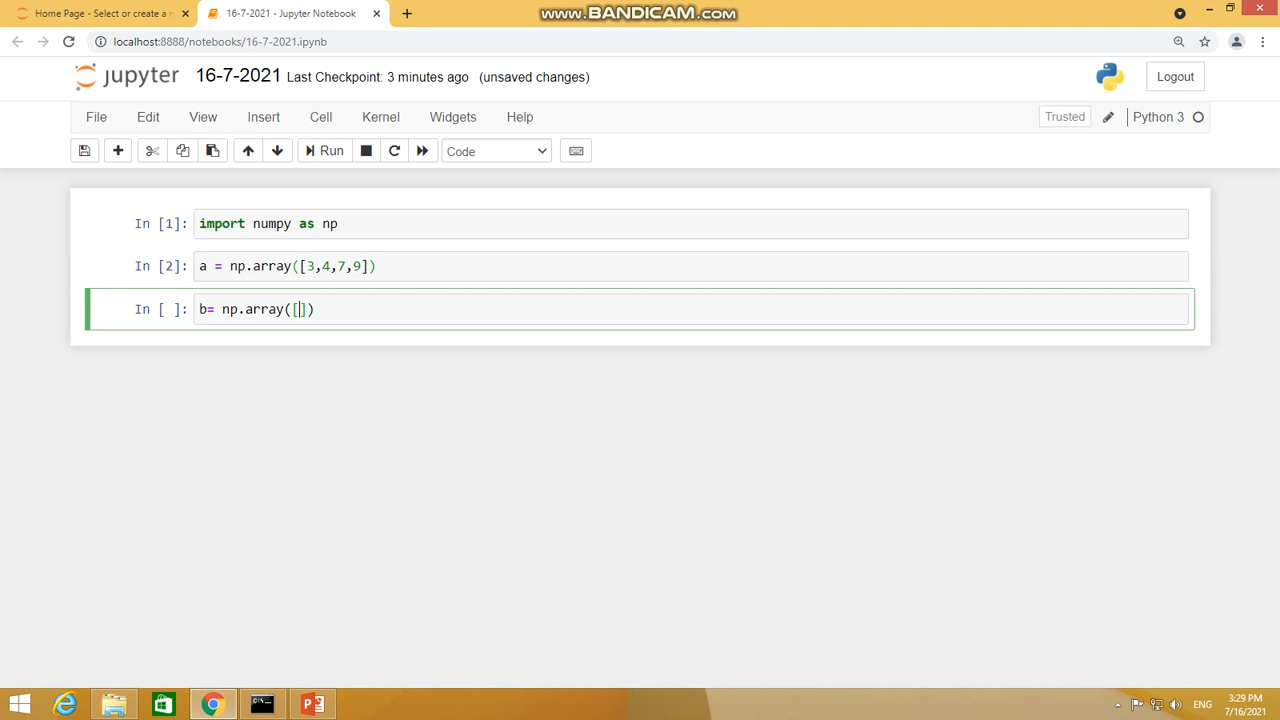 Home Page - Select or create a n
16-7-2021 - Jupyter Notebook
www.BANDICAM.com
localhost:8888/notebooks/16-7-2021.ipynb
jupyter 16-7-2021 Last Checkpoint: 3 minutes ago (unsaved changes)
Logout
File Edit View Insert Cell Kernel Widgets Help
Trusted Python 3
Run Code
In [1]: import numpy as np
In [2]: a = np.array([3,4,7,9])
In [ ]: b= np.array([])
ENG
3:29 PM
7/16/2021